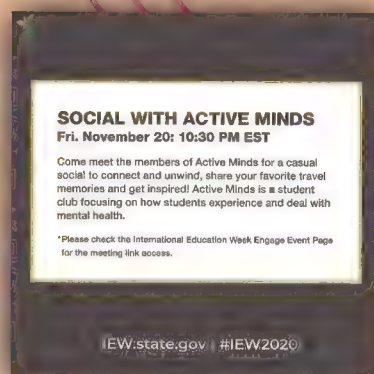 SOCIAL WITH ACTIVE MINDS
Fri. November 20: 10:30 PM EST
Come meet the members of Active Minds for a casual
social to connect and unwind, share your favorite travel
memories and get inspired! Active Minds is a student
club focusing on how students experience and deal with
mental health.
*Please check the International Education Week Engage Event Page
for the meeting link access.
IEW.state.gov | #IEW2020